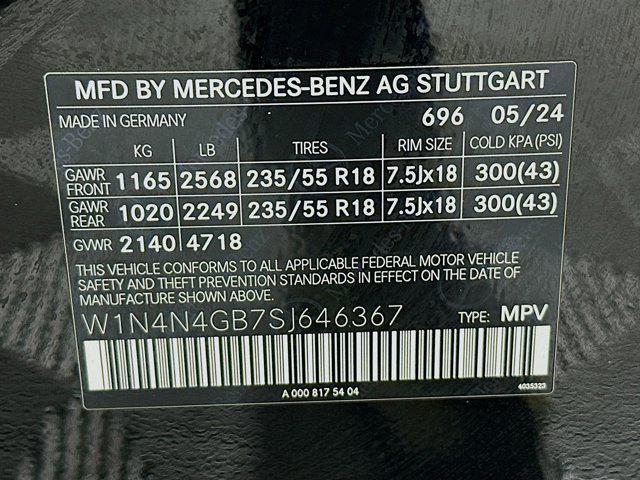 MFD BY MERCEDES-BENZ AG STUTTGART
MADE IN GERMANY 696 05/24
KG LB TIRES RIM SIZE COLD KPA (PSI)
GAWR FRONT 1165 2568 235/55 R18 7.5Jx18 300(43)
GAWR REAR 1020 2249 235/55 R18 7.5Jx18 300(43)
GVWR 2140 4718
THIS VEHICLE CONFORMS TO ALL APPLICABLE FEDERAL MOTOR VEHICLE
SAFETY AND THEFT PREVENTION STANDARDS IN EFFECT ON THE DATE OF
MANUFACTURE SHOWN ABOVE.
W1N4N4GB7SJ646367 TYPE: MPV
A 000 817 54 04
4035323